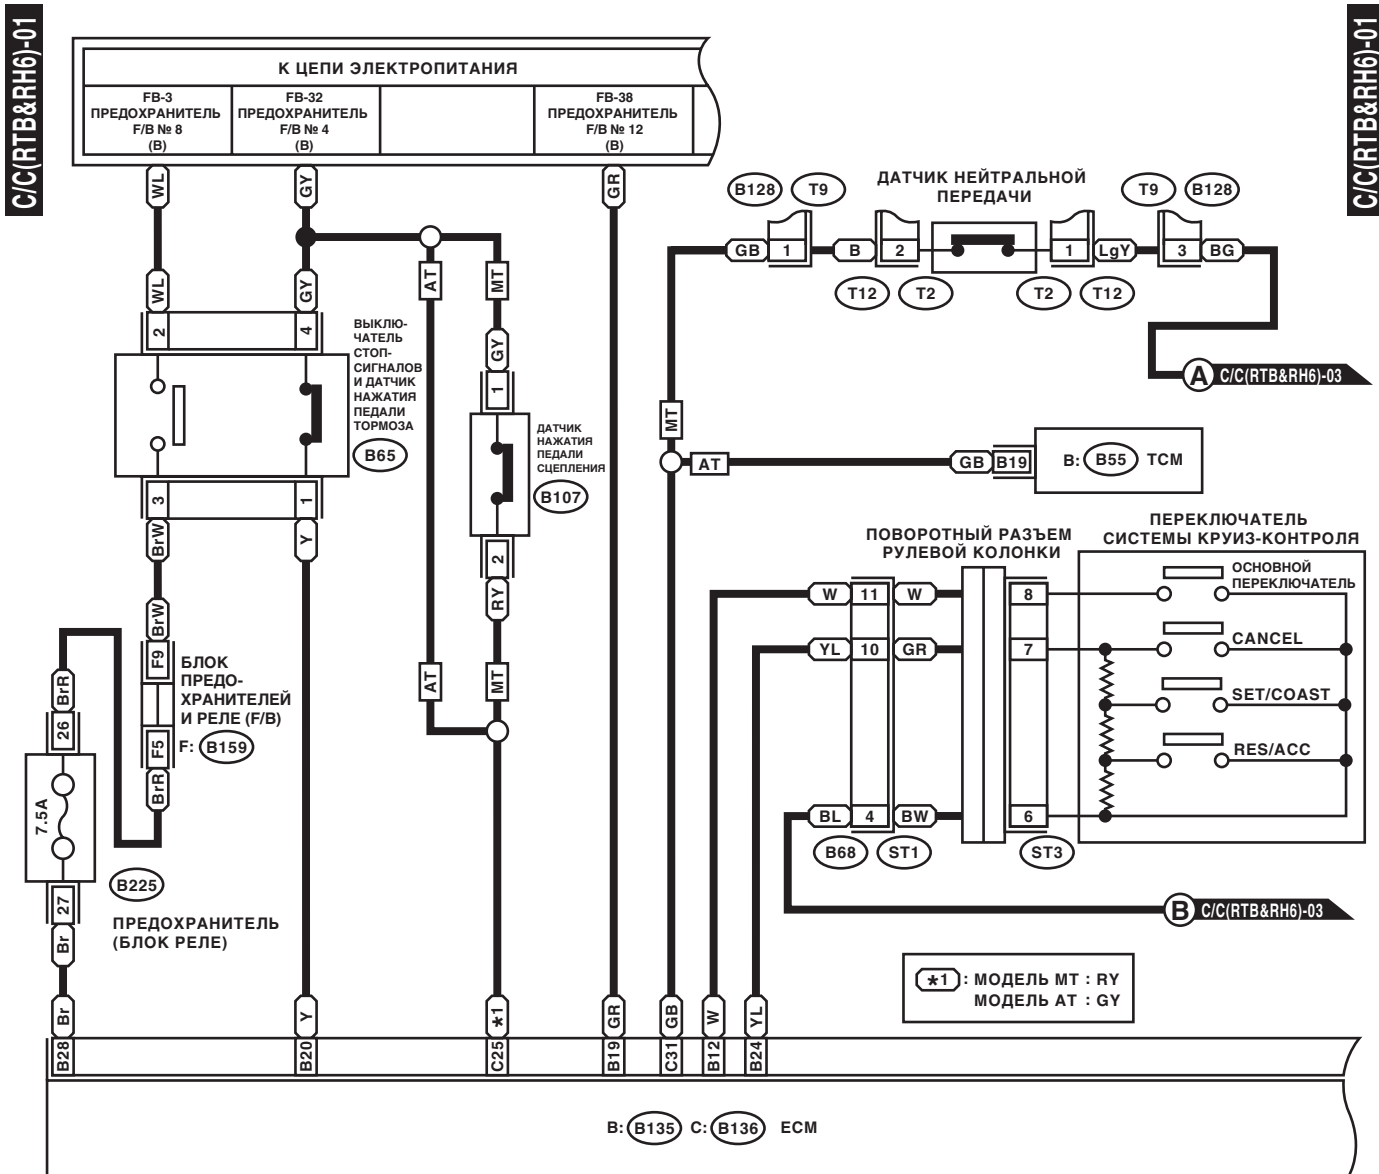 C/C(RTB&RH6)-01
C/C(RTB&RH6)-01
К ЦЕПИ ЭЛЕКТРОПИТАНИЯ
FB-3
ПРЕДОХРАНИТЕЛЬ
F/B № 8
(B)
FB-32
ПРЕДОХРАНИТЕЛЬ
F/B № 4
(B)
FB-38
ПРЕДОХРАНИТЕЛЬ
F/B № 12
(B)
WL
GY
GR
WL
GY
AT
MT
2
4
ВЫКЛЮ-
ЧАТЕЛЬ
СТОП-
СИГНАЛОВ
И ДАТЧИК
НАЖАТИЯ
ПЕДАЛИ
ТОРМОЗА
B65
GY
1
ДАТЧИК
НАЖАТИЯ
ПЕДАЛИ
СЦЕПЛЕНИЯ
B107
2
RY
3
1
BrW
Y
BrW
F9
БЛОК
ПРЕДО-
ХРАНИТЕЛЕЙ
И РЕЛЕ (F/B)
F: B159
F5
BrR
BrR
26
7.5A
27
Br
B225
ПРЕДОХРАНИТЕЛЬ
(БЛОК РЕЛЕ)
AT
MT
B128
T9
ДАТЧИК НЕЙТРАЛЬНОЙ
ПЕРЕДАЧИ
T9
B128
GB
1
B
2
1
LgY
3
BG
T12
T2
T2
T12
A C/C(RTB&RH6)-03
MT
AT
GB
B19
B: B55 TCM
ПОВОРОТНЫЙ РАЗЪЕМ
РУЛЕВОЙ КОЛОНКИ
ПЕРЕКЛЮЧАТЕЛЬ
СИСТЕМЫ КРУИЗ-КОНТРОЛЯ
W
11
W
8
ОСНОВНОЙ
ПЕРЕКЛЮЧАТЕЛЬ
YL
10
GR
7
CANCEL
SET/COAST
RES/ACC
BL
4
BW
6
B68
ST1
ST3
B C/C(RTB&RH6)-03
*1 : МОДЕЛЬ MT : RY
МОДЕЛЬ AT : GY
Br
Y
*1
GR
GB
W
YL
B28
B20
C25
B19
C31
B12
B24
B: B135 C: B136 ECM